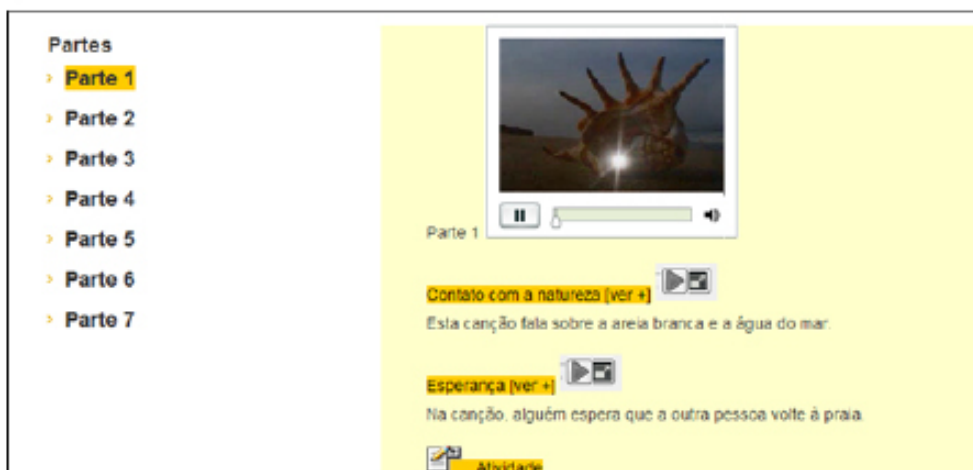 Partes
Parte 1
Parte 2
Parte 3
Parte 4
Parte 5
Parte 6
Parte 7
Parte 1
Contato com a natureza [ver +]
Esta canção fala sobre a areia branca e a água do mar.
Esperança [ver +]
Na canção, alguém espera que a outra pessoa volte à praia.
Atividade